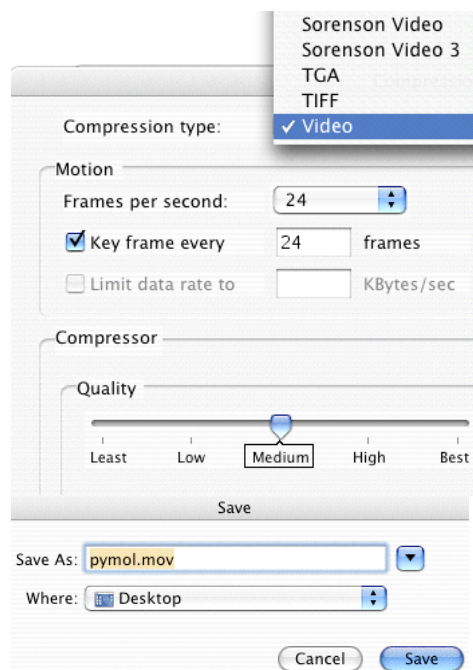 Sorenson Video
Sorenson Video 3
TGA
TIFF
✓ Video
Compression type:
Motion
Frames per second: 24
Key frame every 24 frames
Limit data rate to KBytes/sec
Compressor
Quality
Least Low Medium High Best
Save
Save As: pymol.mov
Where: Desktop
Cancel Save